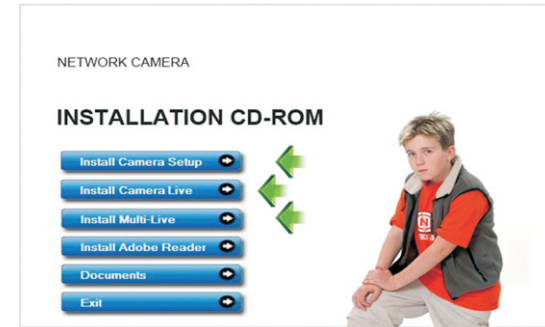 NETWORK CAMERA
INSTALLATION CD-ROM
Install Camera Setup
Install Camera Live
Install Multi-Live
Install Adobe Reader
Documents
Exit